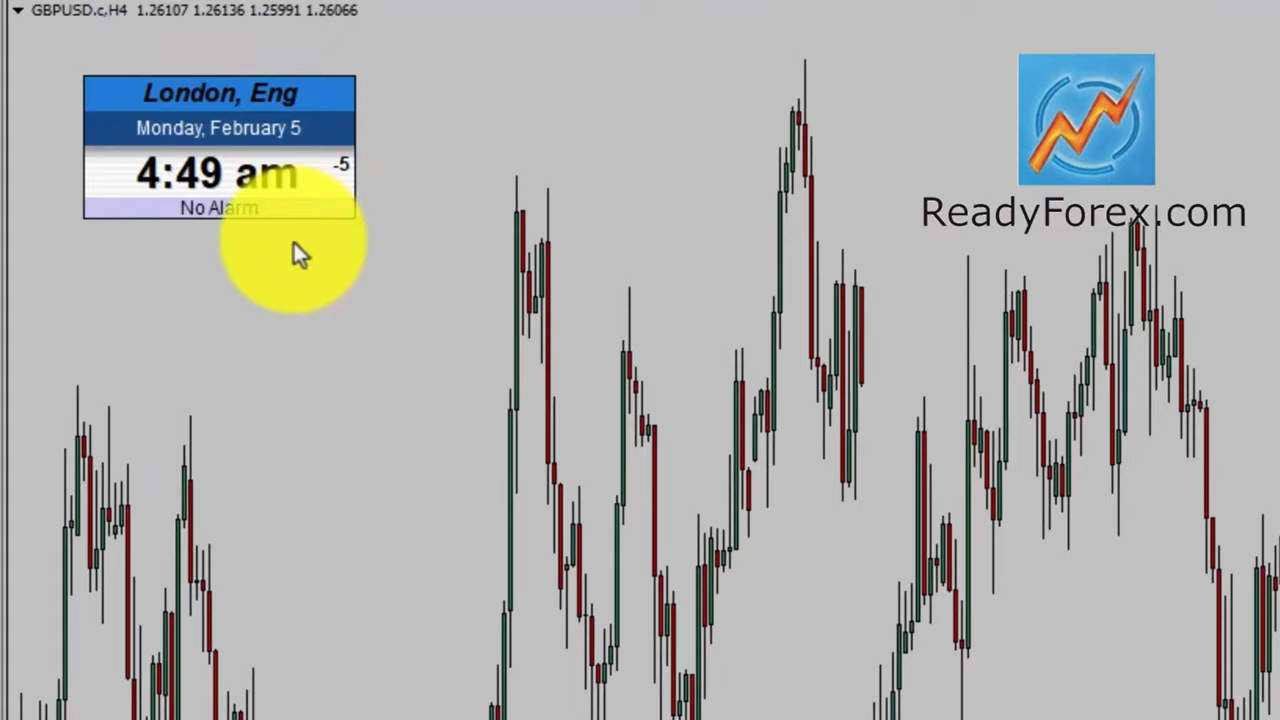 GBPUSD.c,H4 1.26107 1.26136 1.25991 1.26066
London, Eng
Monday, February 5
4:49 am -5
No Alarm
ReadyForex.com